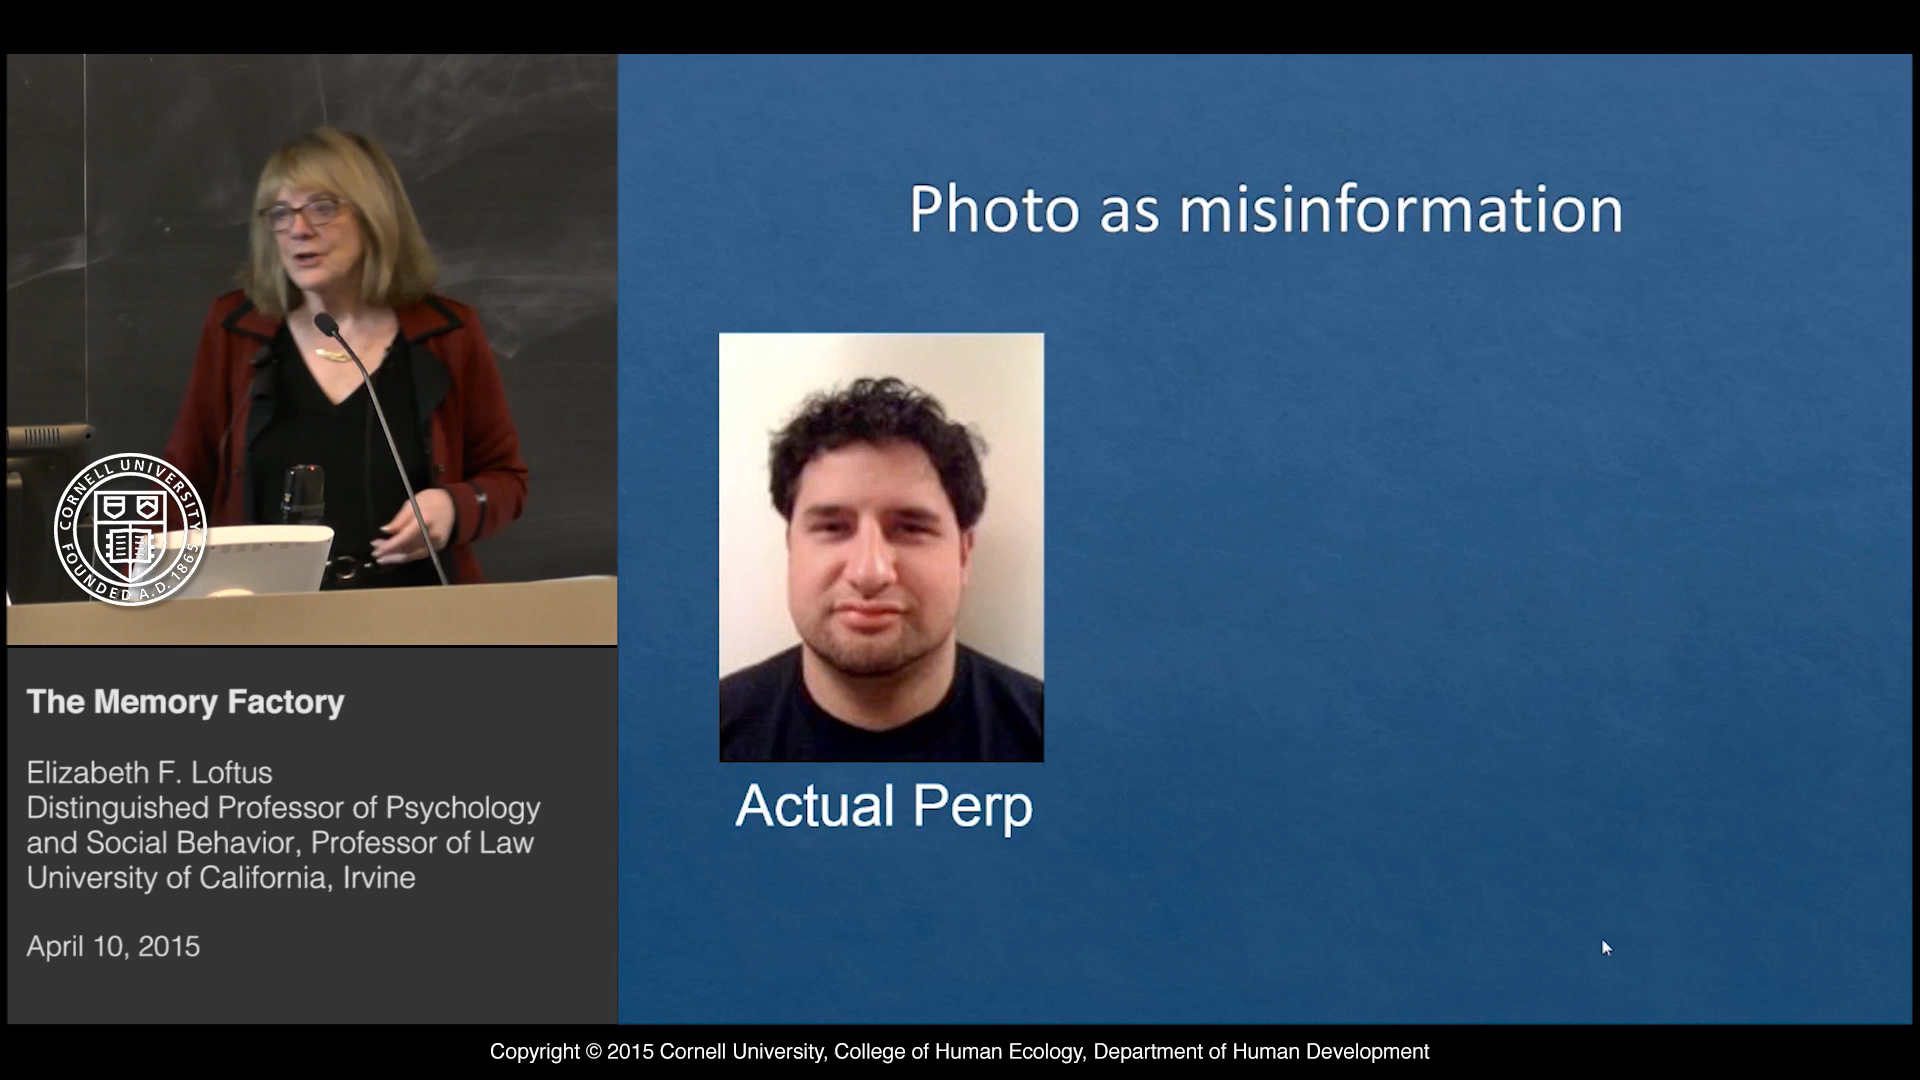 Photo as misinformation
Actual Perp
CORNELL UNIVERSITY
FOUNDED A.D. 1865
The Memory Factory
Elizabeth F. Loftus
Distinguished Professor of Psychology
and Social Behavior, Professor of Law
University of California, Irvine
April 10, 2015
Copyright © 2015 Cornell University, College of Human Ecology, Department of Human Development